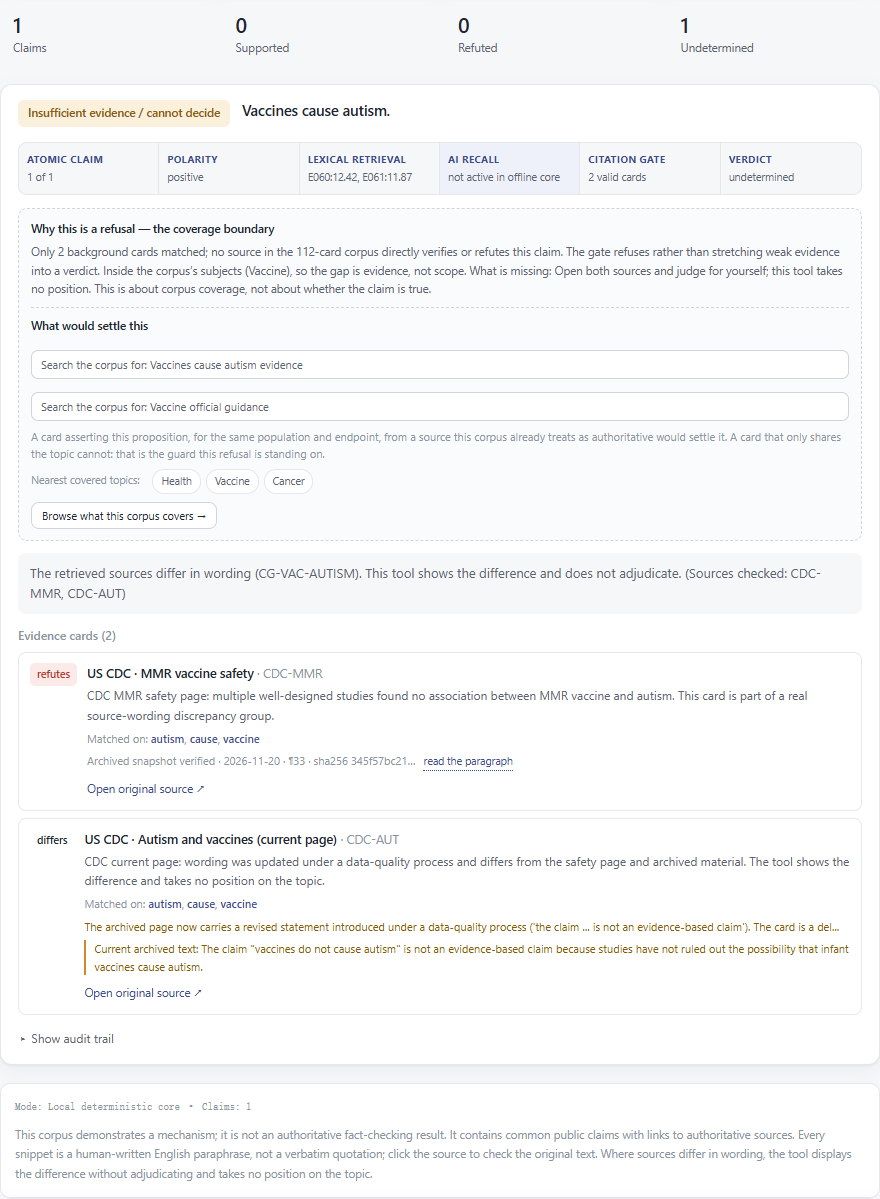 1
Claims
0
Supported
0
Refuted
1
Undetermined
Insufficient evidence / cannot decide
Vaccines cause autism.
ATOMIC CLAIM
1 of 1
POLARITY
positive
LEXICAL RETRIEVAL
E060:12.42, E061:11.87
AI RECALL
not active in offline core
CITATION GATE
2 valid cards
VERDICT
undetermined
Why this is a refusal — the coverage boundary
Only 2 background cards matched; no source in the 112-card corpus directly verifies or refutes this claim. The gate refuses rather than stretching weak evidence
into a verdict. Inside the corpus's subjects (Vaccine), so the gap is evidence, not scope. What is missing: Open both sources and judge for yourself; this tool takes
no position. This is about corpus coverage, not about whether the claim is true.
What would settle this
Search the corpus for: Vaccines cause autism evidence
Search the corpus for: Vaccine official guidance
A card asserting this proposition, for the same population and endpoint, from a source this corpus already treats as authoritative would settle it. A card that only shares
the topic cannot: that is the guard this refusal is standing on.
Nearest covered topics: Health Vaccine Cancer
Browse what this corpus covers →
The retrieved sources differ in wording (CG-VAC-AUTISM). This tool shows the difference and does not adjudicate. (Sources checked: CDC-
MMR, CDC-AUT)
Evidence cards (2)
refutes US CDC · MMR vaccine safety · CDC-MMR
CDC MMR safety page: multiple well-designed studies found no association between MMR vaccine and autism. This card is part of a real
source-wording discrepancy group.
Matched on: autism, cause, vaccine
Archived snapshot verified · 2026-11-20 · ¶33 · sha256 345f57bc21... read the paragraph
Open original source ↗
differs US CDC · Autism and vaccines (current page) · CDC-AUT
CDC current page: wording was updated under a data-quality process and differs from the safety page and archived material. The tool shows the
difference and takes no position on the topic.
Matched on: autism, cause, vaccine
The archived page now carries a revised statement introduced under a data-quality process ('the claim ... is not an evidence-based claim'). The card is a del...
Current archived text: The claim "vaccines do not cause autism" is not an evidence-based claim because studies have not ruled out the possibility that infant
vaccines cause autism.
Open original source ↗
▸ Show audit trail
Mode: Local deterministic core · Claims: 1
This corpus demonstrates a mechanism; it is not an authoritative fact-checking result. It contains common public claims with links to authoritative sources. Every
snippet is a human-written English paraphrase, not a verbatim quotation; click the source to check the original text. Where sources differ in wording, the tool displays
the difference without adjudicating and takes no position on the topic.